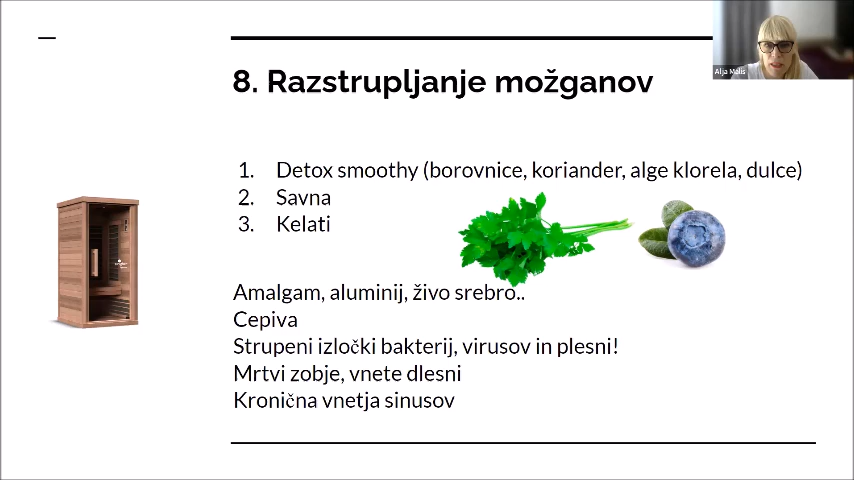 Alja Malis
8. Razstrupljanje možganov
1. Detox smoothy (borovnice, koriander, alge klorela, dulce)
2. Savna
3. Kelati
Amalgam, aluminij, živo srebro..
Cepiva
Strupeni izločki bakterij, virusov in plesni!
Mrtvi zobje, vnete dlesni
Kronična vnetja sinusov